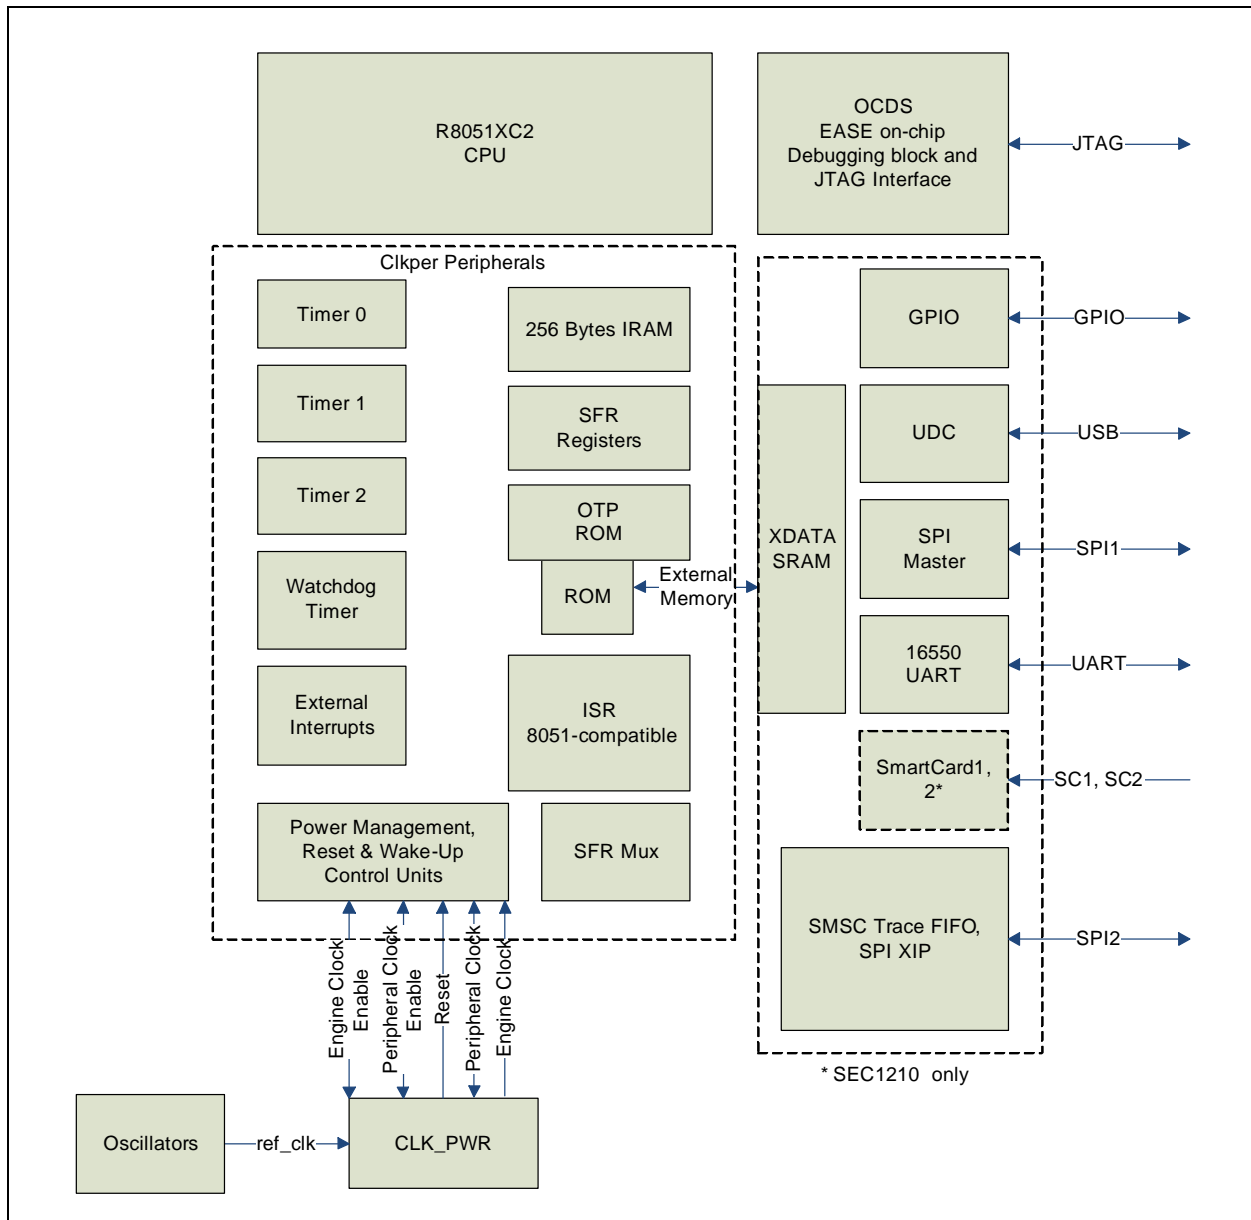 R8051XC2
CPU
OCDS
EASE on-chip
Debugging block and
JTAG Interface
JTAG
Clkper Peripherals
Timer 0
Timer 1
Timer 2
Watchdog
Timer
External
Interrupts
Power Management,
Reset & Wake-Up
Control Units
256 Bytes IRAM
SFR
Registers
OTP
ROM
ROM
External
Memory
ISR
8051-compatible
SFR Mux
XDATA
SRAM
GPIO
GPIO
UDC
USB
SPI
Master
SPI1
16550
UART
UART
SmartCard1,
2*
SC1, SC2
SMSC Trace FIFO,
SPI XIP
SPI2
* SEC1210 only
Engine Clock
Enable
Peripheral Clock
Enable
Reset
Peripheral Clock
Engine Clock
Oscillators
ref_clk
CLK_PWR